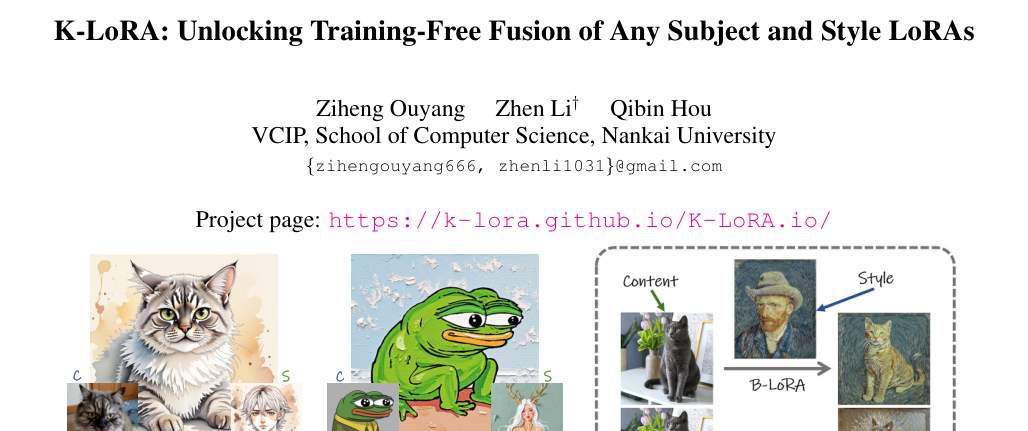 K-LoRA: Unlocking Training-Free Fusion of Any Subject and Style LoRAs
Ziheng Ouyang Zhen Li† Qibin Hou
VCIP, School of Computer Science, Nankai University
{zihengouyang666, zhenli1031}@gmail.com
Project page: https://k-lora.github.io/K-LoRA.io/
Content
Style
C
S
C
S
B-LoRA